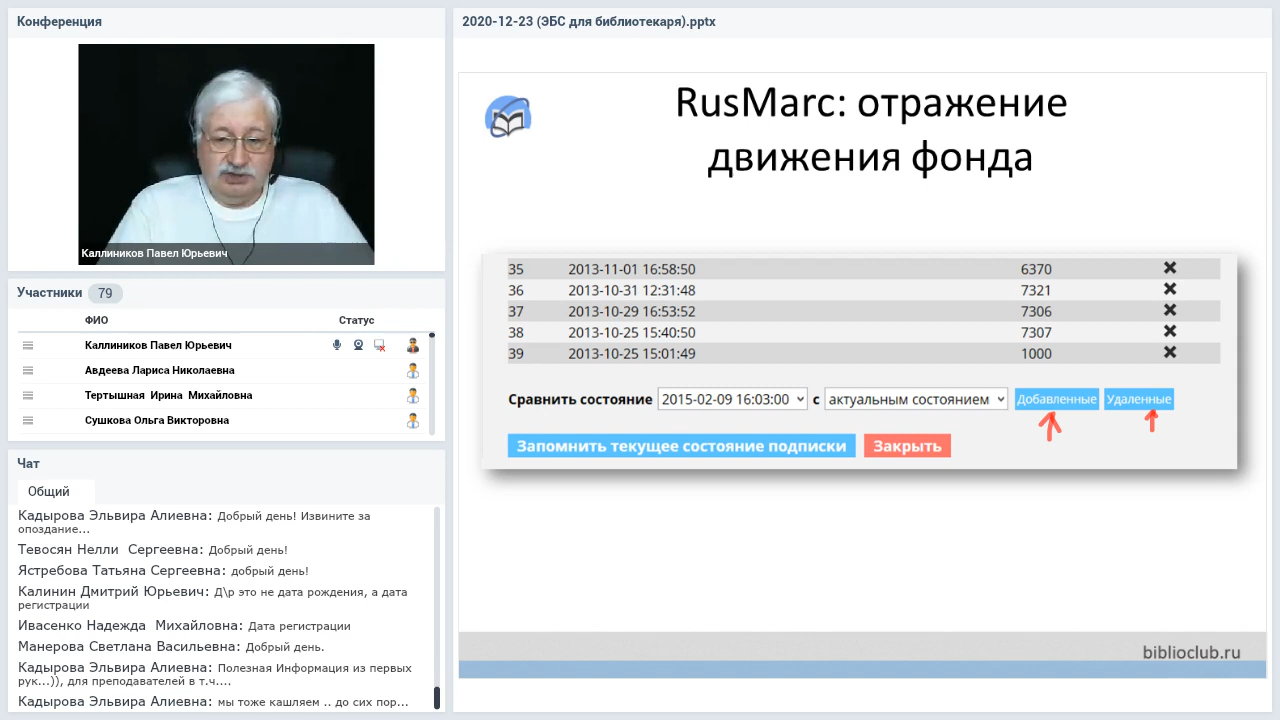 Конференция
Каллиников Павел Юрьевич
Участники 79
ФИО Статус
Каллиников Павел Юрьевич
Авдеева Лариса Николаевна
Тертышная Ирина Михайловна
Сушкова Ольга Викторовна
Чат
Общий
Кадырова Эльвира Алиевна: Добрый день! Извините за
опоздание...
Тевосян Нелли Сергеевна: Добрый день!
Ястребова Татьяна Сергеевна: добрый день!
Калинин Дмитрий Юрьевич: Д\р это не дата рождения, а дата
регистрации
Ивасенко Надежда Михайловна: Дата регистрации
Манерова Светлана Васильевна: Добрый день.
Кадырова Эльвира Алиевна: Полезная Информация из первых
рук...)), для преподавателей в т.ч....
Кадырова Эльвира Алиевна: мы тоже кашляем .. до сих пор...
2020-12-23 (ЭБС для библиотекаря).pptx
RusMarc: отражение
движения фонда
35 2013-11-01 16:58:50 6370
36 2013-10-31 12:31:48 7321
37 2013-10-29 16:53:52 7306
38 2013-10-25 15:40:50 7307
39 2013-10-25 15:01:49 1000
Сравнить состояние 2015-02-09 16:03:00 с актуальным состоянием Добавленные Удаленные
Запомнить текущее состояние подписки Закрыть
biblioclub.ru